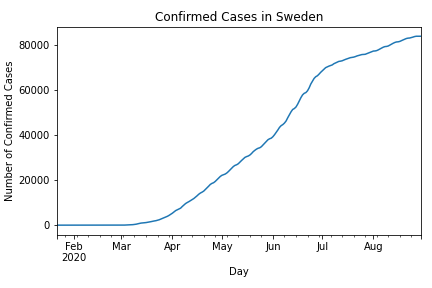 Confirmed Cases in Sweden
Number of Confirmed Cases
80000
60000
40000
20000
0
Feb Mar Apr May Jun Jul Aug
2020
Day